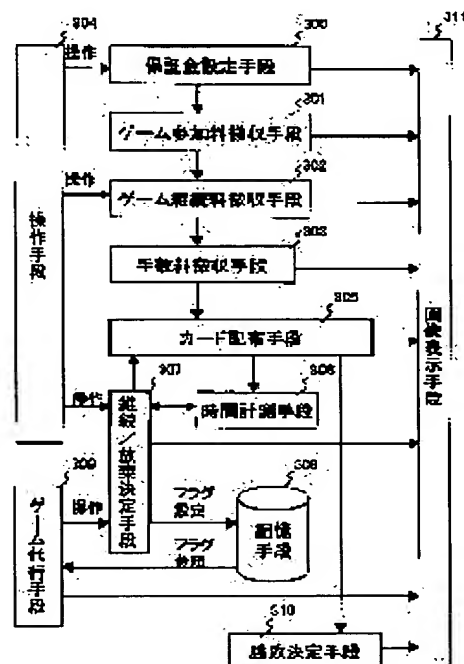 304
300
311
操作
保証金設定手段
301
ゲーム参加料徴収手段
302
操作
ゲーム継続料徴収手段
303
手数料徴収手段
操作手段
305
カード配布手段
画像表示手段
307
306
操作
時間計測手段
継続/放棄決定手段
309
308
操作
フラグ設定
記憶手段
フラグ参照
ゲーム代行手段
310
勝敗決定手段